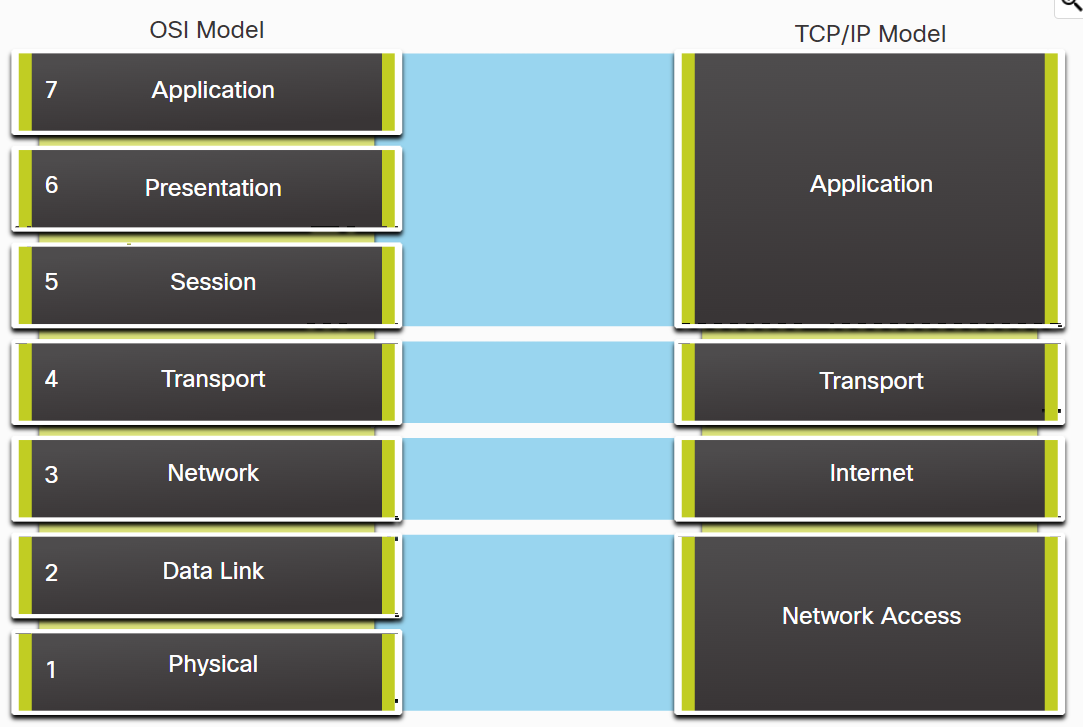 OSI Model
TCP/IP Model
7 Application
6 Presentation
5 Session
4 Transport
3 Network
2 Data Link
1 Physical
Application
Transport
Internet
Network Access